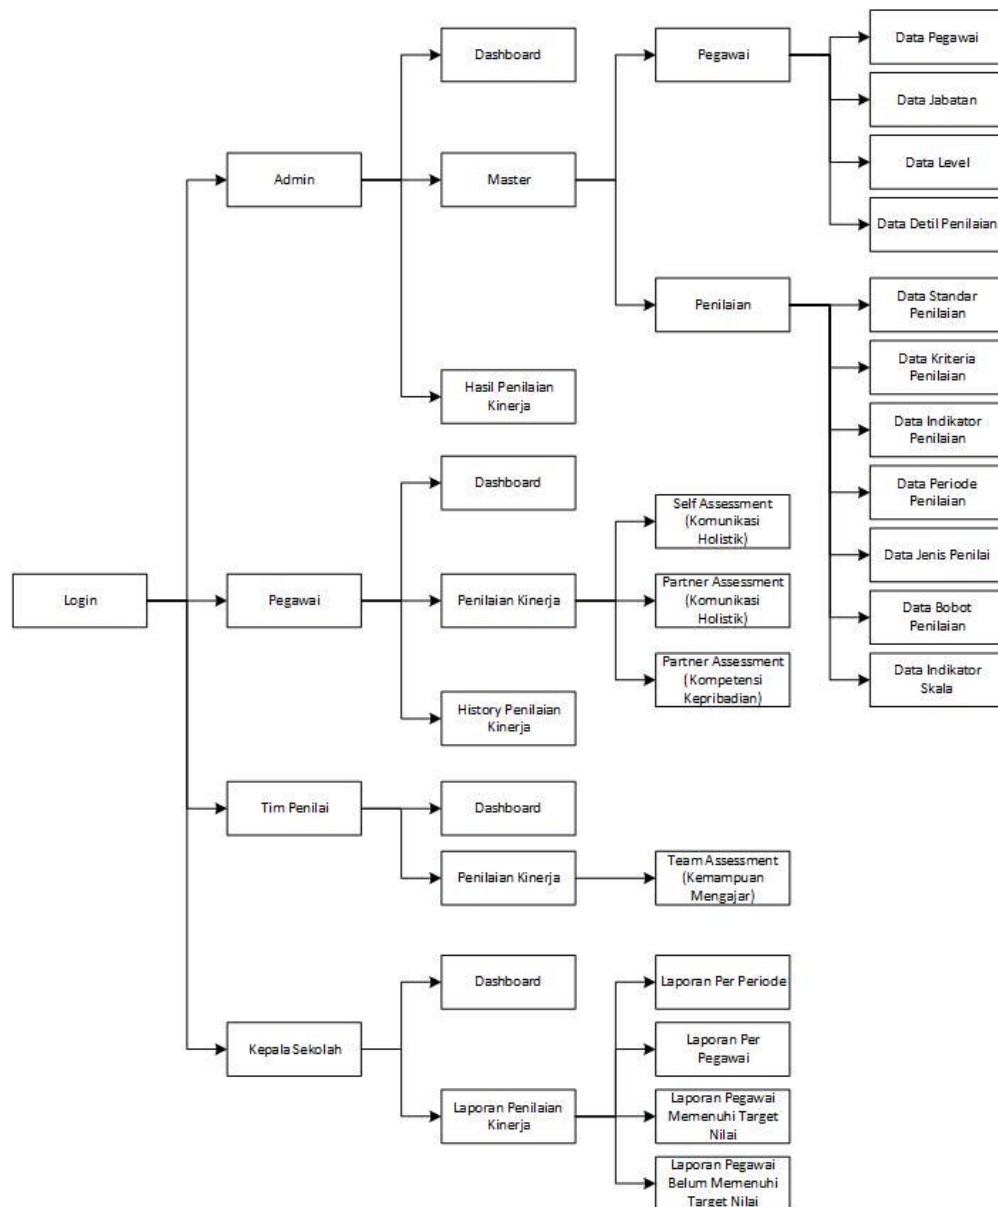 Login
Admin
Dashboard
Master
Pegawai
Data Pegawai
Data Jabatan
Data Level
Data Detil Penilaian
Penilaian
Data Standar
Penilaian
Data Kriteria
Penilaian
Data Indikator
Penilaian
Data Periode
Penilaian
Data Jenis Penilai
Data Bobot
Penilaian
Data Indikator
Skala
Hasil Penilaian
Kinerja
Pegawai
Dashboard
Penilaian Kinerja
Self Assessment
(Komunikasi
Holistik)
Partner Assessment
(Komunikasi
Holistik)
Partner Assessment
(Kompetensi
Kepribadian)
History Penilaian
Kinerja
Tim Penilai
Dashboard
Penilaian Kinerja
Team Assessment
(Kemampuan
Mengajar)
Kepala Sekolah
Dashboard
Laporan Penilaian
Kinerja
Laporan Per Periode
Laporan Per
Pegawai
Laporan Pegawai
Memenuhi Target
Nilai
Laporan Pegawai
Belum Memenuhi
Target Nilai